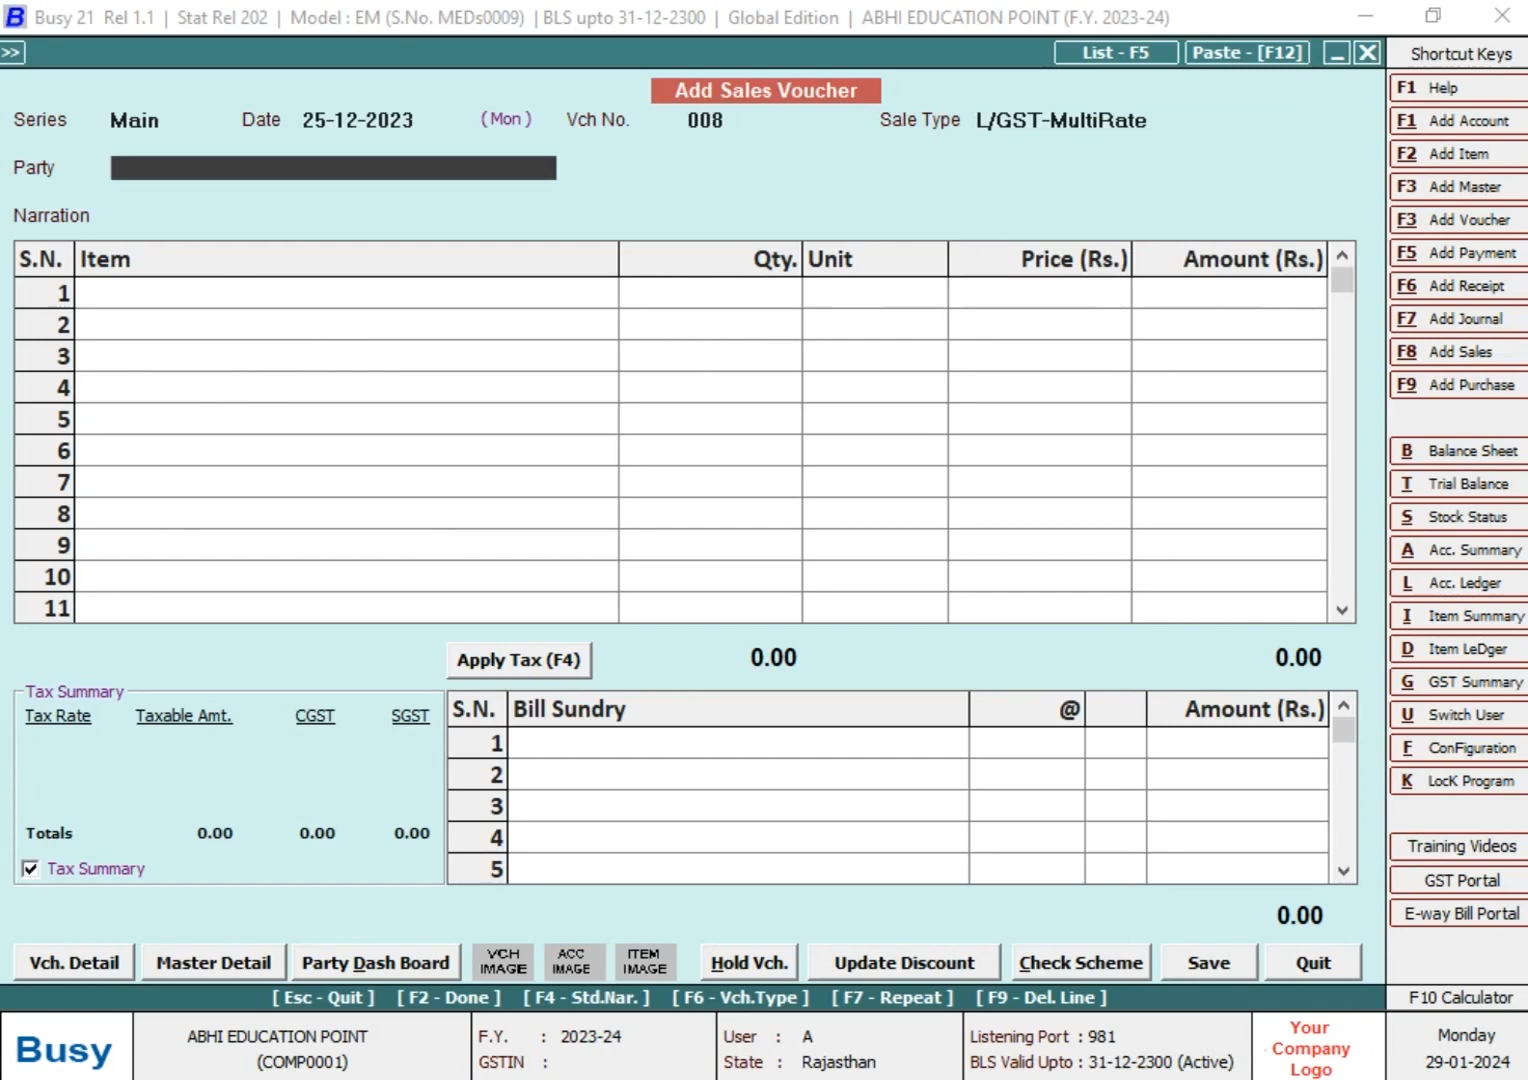 Busy 21 Rel 1.1 | Stat Rel 202 | Model : EM (S.No. MEDs0009) | BLS upto 31-12-2300 | Global Edition | ABHI EDUCATION POINT (F.Y. 2023-24)
>> List - F5 Paste - [F12] Shortcut Keys
Add Sales Voucher
Series Main Date 25-12-2023 (Mon) Vch No. 008 Sale Type L/GST-MultiRate
Party
Narration
S.N. Item Qty. Unit Price (Rs.) Amount (Rs.)
1
2
3
4
5
6
7
8
9
10
11
Apply Tax (F4) 0.00 0.00
Tax Summary
Tax Rate Taxable Amt. CGST SGST
Totals 0.00 0.00 0.00
Tax Summary
S.N. Bill Sundry @ Amount (Rs.)
1
2
3
4
5
0.00
Vch. Detail Master Detail Party Dash Board VCH IMAGE ACC IMAGE ITEM IMAGE Hold Vch. Update Discount Check Scheme Save Quit
[ Esc - Quit ] [ F2 - Done ] [ F4 - Std.Nar. ] [ F6 - Vch.Type ] [ F7 - Repeat ] [ F9 - Del. Line ]
F1 Help
F1 Add Account
F2 Add Item
F3 Add Master
F3 Add Voucher
F5 Add Payment
F6 Add Receipt
F7 Add Journal
F8 Add Sales
F9 Add Purchase
B Balance Sheet
T Trial Balance
S Stock Status
A Acc. Summary
L Acc. Ledger
I Item Summary
D Item LeDger
G GST Summary
U Switch User
F ConFiguration
K LocK Program
Training Videos
GST Portal
E-way Bill Portal
F10 Calculator
Busy
ABHI EDUCATION POINT
(COMP0001)
F.Y. : 2023-24
GSTIN :
User : A
State : Rajasthan
Listening Port : 981
BLS Valid Upto : 31-12-2300 (Active)
Your
Company
Logo
Monday
29-01-2024